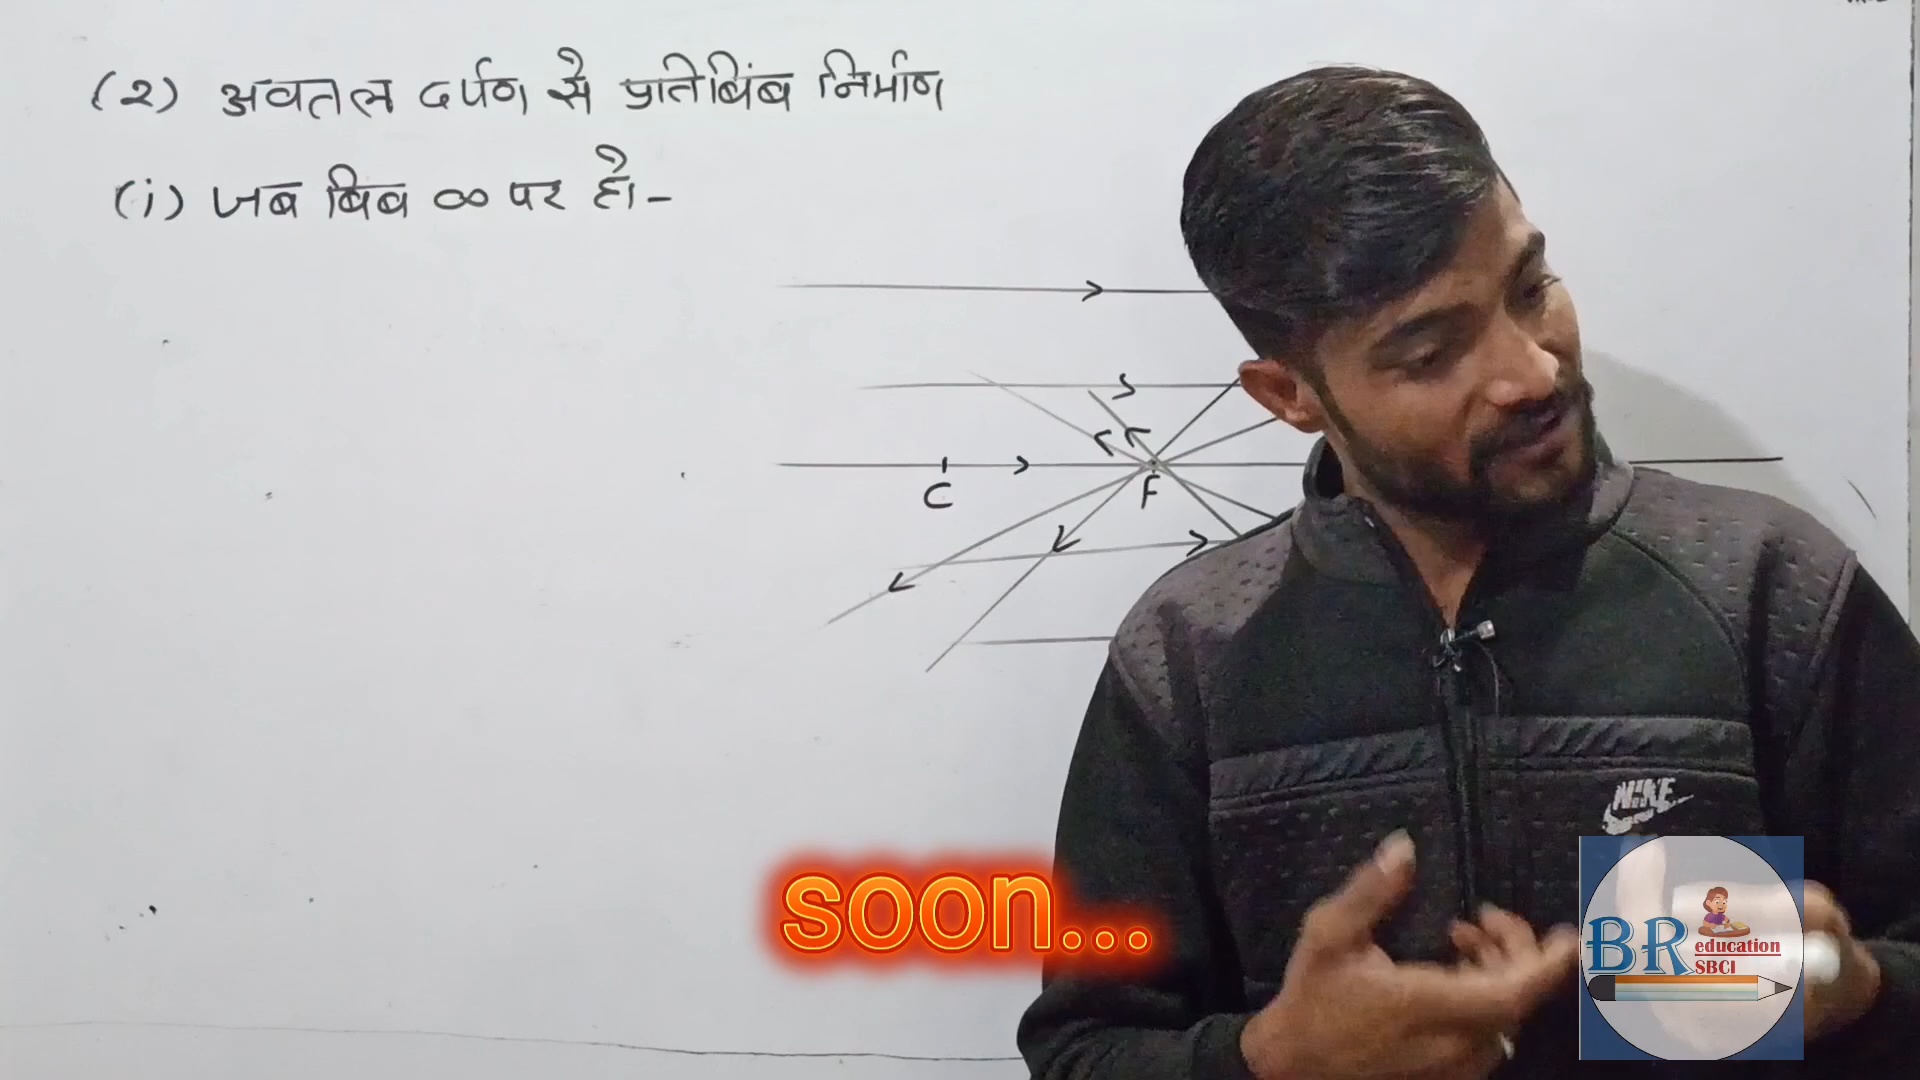 (२) अवतल दर्पण से प्रतिबिंब निर्माण
(i) जब बिंब ∞ पर हो-
C
F
NIKE
soon...
BR
education
SBCI